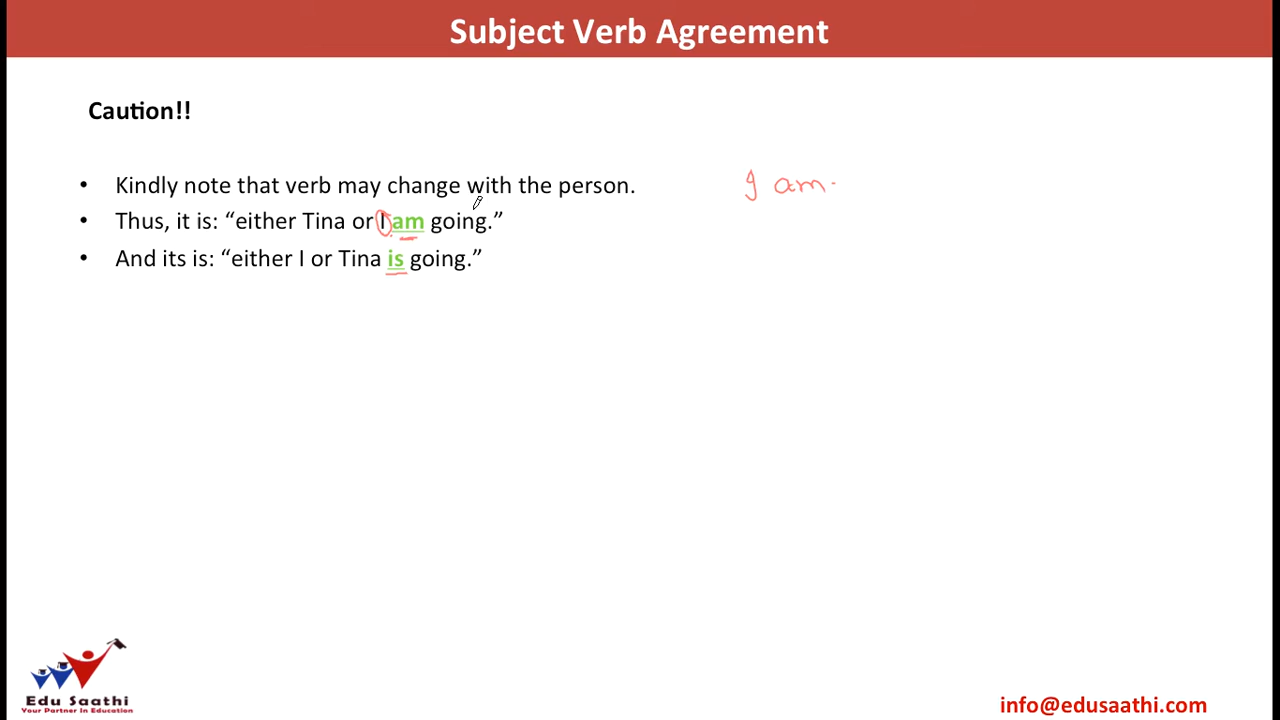 Subject Verb Agreement
Caution!!
• Kindly note that verb may change with the person.
I am.
• Thus, it is: “either Tina or I am going.”
• And its is: “either I or Tina is going.”
Edu Saathi
Your Partner In Education
info@edusaathi.com